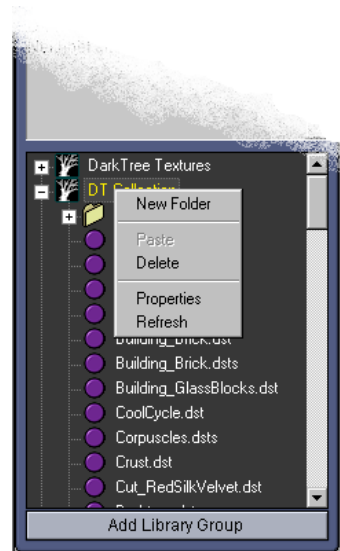 DarkTree Textures
DT Collection
New Folder
Paste
Delete
Properties
Refresh
Building_Brick.dst
Building_Brick.dsts
Building_GlassBlocks.dst
CoolCycle.dst
Corpuscles.dsts
Crust.dst
Cut_RedSilkVelvet.dst
Add Library Group